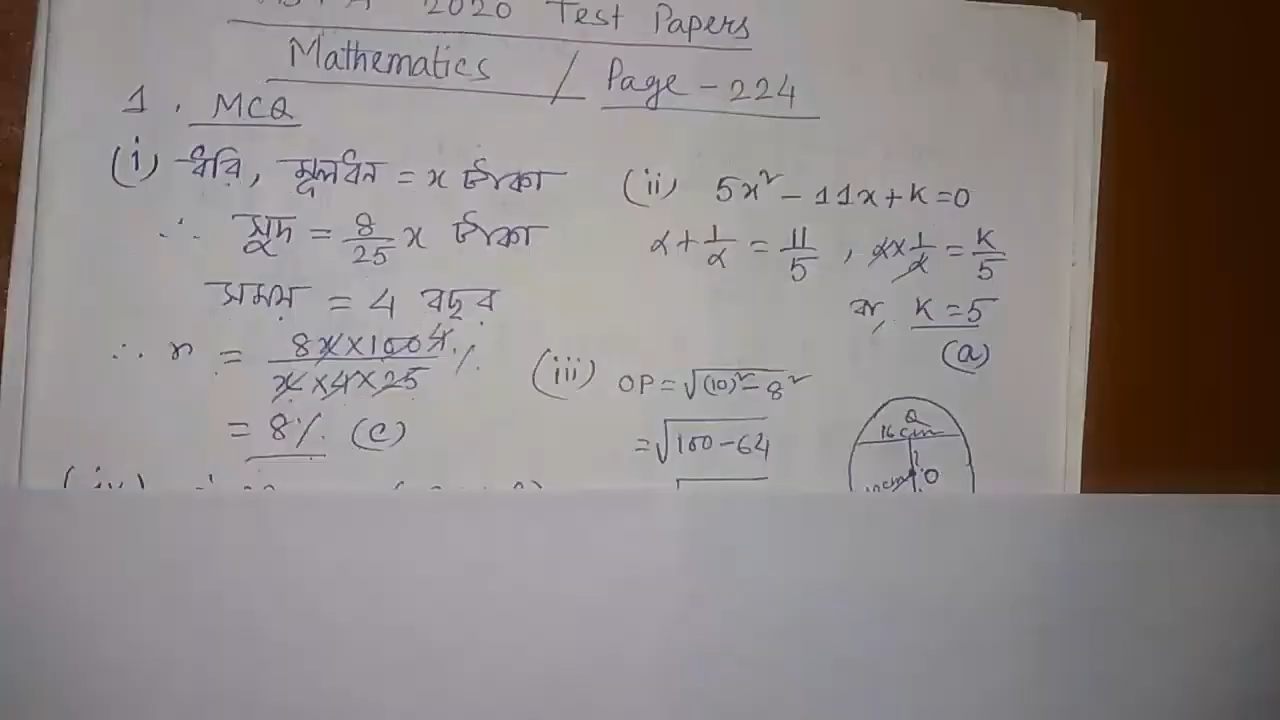 2020 Test Papers
Mathematics / Page - 224
1. MCQ
(i) ধরি, মূলধন = x টাকা
∴ সুদ = 8/25 x টাকা
সময় = 4 বছর
∴ r = 8x×100 4/x×4×25 %
= 8% (c)
(ii) 5x² - 11x + k = 0
α + 1/α = 11/5 , α × 1/α = k/5
বা, k = 5
(a)
(iii) OP = √(10)² - 8²
= √100 - 64
Q
16 cm
O
(iv)